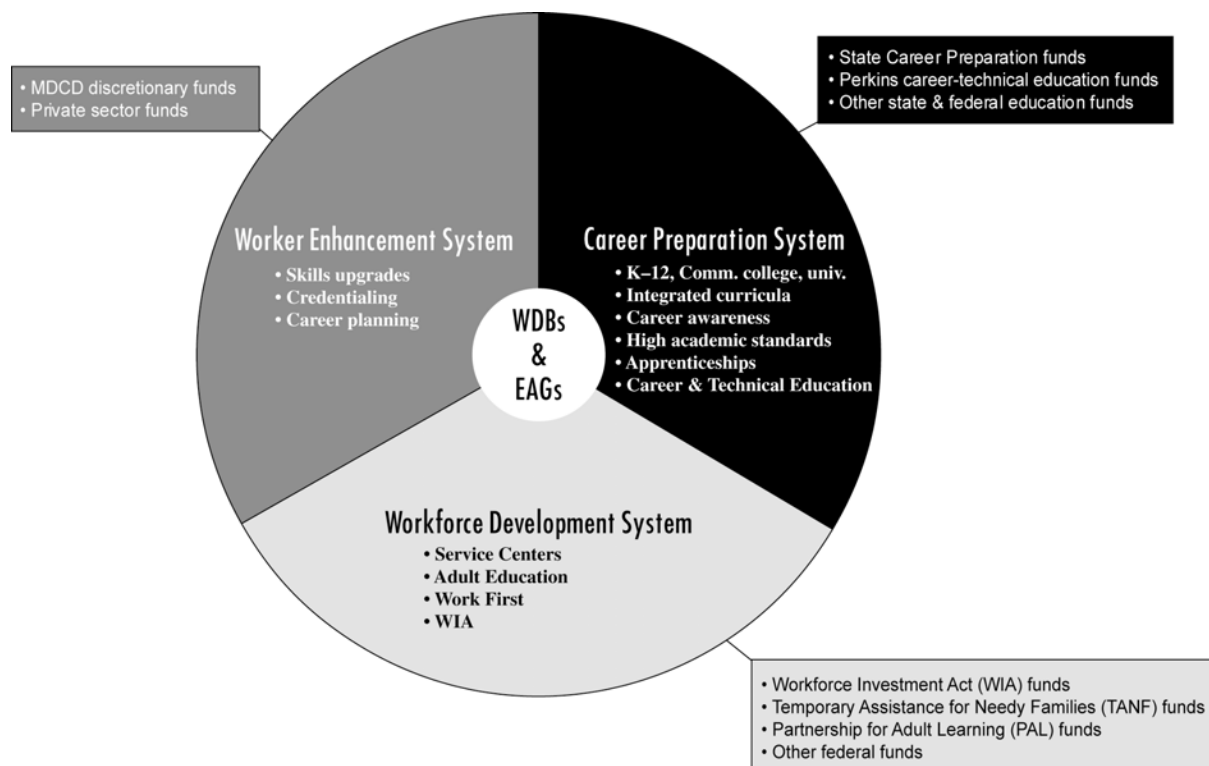 • MDCD discretionary funds
• Private sector funds
• State Career Preparation funds
• Perkins career-technical education funds
• Other state & federal education funds
Worker Enhancement System
• Skills upgrades
• Credentialing
• Career planning
Career Preparation System
• K–12, Comm. college, univ.
• Integrated curricula
• Career awareness
• High academic standards
• Apprenticeships
• Career & Technical Education
WDBs
&
EAGs
Workforce Development System
• Service Centers
• Adult Education
• Work First
• WIA
• Workforce Investment Act (WIA) funds
• Temporary Assistance for Needy Families (TANF) funds
• Partnership for Adult Learning (PAL) funds
• Other federal funds